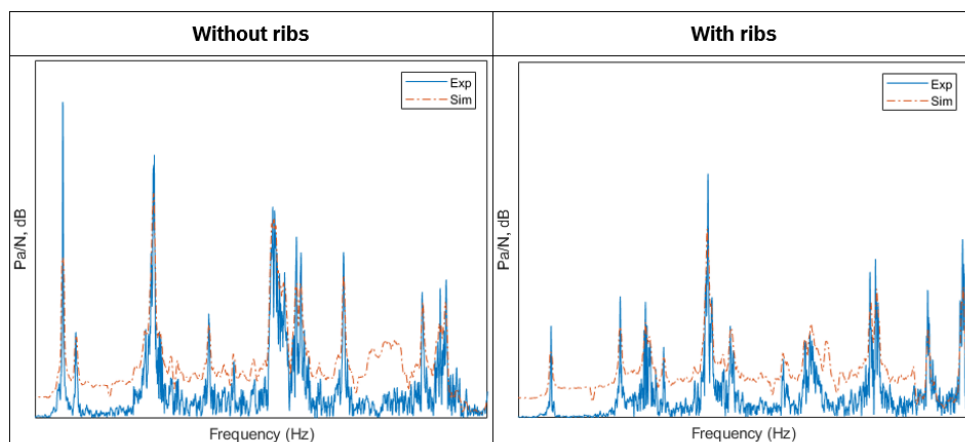 Without ribs
With ribs
Exp
Sim
Pa/N, dB
Frequency (Hz)
Exp
Sim
Pa/N, dB
Frequency (Hz)